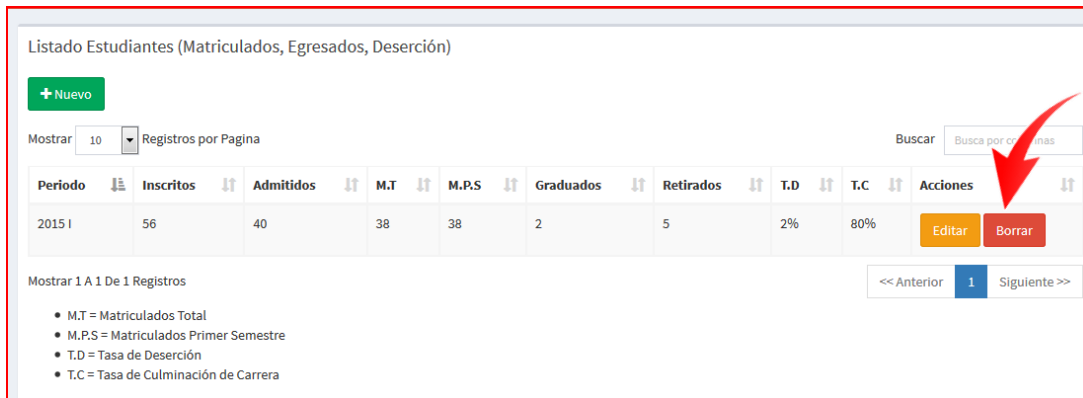 Listado Estudiantes (Matriculados, Egresados, Deserción)
+ Nuevo
Mostrar 10 Registros por Pagina Buscar Busca por
Periodo Inscritos Admitidos M.T M.P.S Graduados Retirados T.D T.C Acciones
2015 I 56 40 38 38 2 5 2% 80% Editar Borrar
Mostrar 1 A 1 De 1 Registros << Anterior 1 Siguiente >>
• M.T = Matriculados Total
• M.P.S = Matriculados Primer Semestre
• T.D = Tasa de Deserción
• T.C = Tasa de Culminación de Carrera